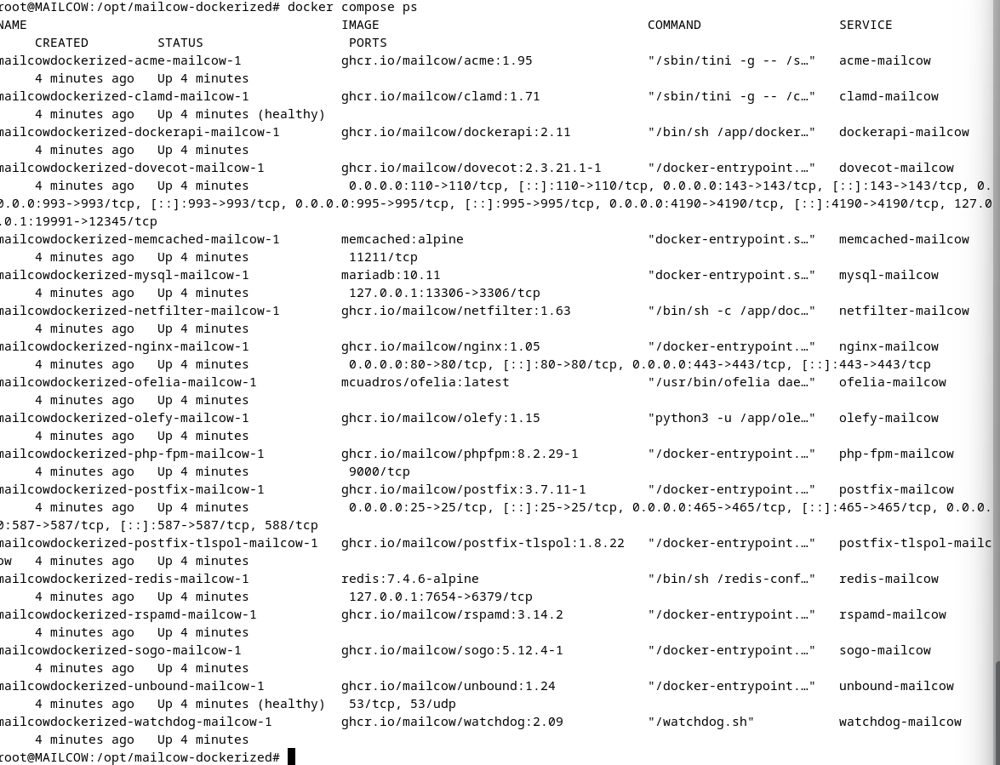 root@MAILCOW:/opt/mailcow-dockerized# docker compose ps
NAME                                         IMAGE                                   COMMAND                  SERVICE
     CREATED         STATUS                   PORTS
mailcowdockerized-acme-mailcow-1             ghcr.io/mailcow/acme:1.95               "/sbin/tini -g -- /s…"   acme-mailcow
     4 minutes ago   Up 4 minutes
mailcowdockerized-clamd-mailcow-1            ghcr.io/mailcow/clamd:1.71              "/sbin/tini -g -- /c…"   clamd-mailcow
     4 minutes ago   Up 4 minutes (healthy)
mailcowdockerized-dockerapi-mailcow-1        ghcr.io/mailcow/dockerapi:2.11          "/bin/sh /app/docker…"   dockerapi-mailcow
     4 minutes ago   Up 4 minutes
mailcowdockerized-dovecot-mailcow-1          ghcr.io/mailcow/dovecot:2.3.21.1-1      "/docker-entrypoint.…"   dovecot-mailcow
     4 minutes ago   Up 4 minutes             0.0.0.0:110->110/tcp, [::]:110->110/tcp, 0.0.0.0:143->143/tcp, [::]:143->143/tcp, 0.
0.0.0:993->993/tcp, [::]:993->993/tcp, 0.0.0.0:995->995/tcp, [::]:995->995/tcp, 0.0.0.0:4190->4190/tcp, [::]:4190->4190/tcp, 127.0
.0.1:19991->12345/tcp
mailcowdockerized-memcached-mailcow-1        memcached:alpine                        "docker-entrypoint.s…"   memcached-mailcow
     4 minutes ago   Up 4 minutes             11211/tcp
mailcowdockerized-mysql-mailcow-1            mariadb:10.11                           "docker-entrypoint.s…"   mysql-mailcow
     4 minutes ago   Up 4 minutes             127.0.0.1:13306->3306/tcp
mailcowdockerized-netfilter-mailcow-1        ghcr.io/mailcow/netfilter:1.63          "/bin/sh -c /app/doc…"   netfilter-mailcow
     4 minutes ago   Up 4 minutes
mailcowdockerized-nginx-mailcow-1            ghcr.io/mailcow/nginx:1.05              "/docker-entrypoint.…"   nginx-mailcow
     4 minutes ago   Up 4 minutes             0.0.0.0:80->80/tcp, [::]:80->80/tcp, 0.0.0.0:443->443/tcp, [::]:443->443/tcp
mailcowdockerized-ofelia-mailcow-1           mcuadros/ofelia:latest                  "/usr/bin/ofelia dae…"   ofelia-mailcow
     4 minutes ago   Up 4 minutes
mailcowdockerized-olefy-mailcow-1            ghcr.io/mailcow/olefy:1.15              "python3 -u /app/ole…"   olefy-mailcow
     4 minutes ago   Up 4 minutes
mailcowdockerized-php-fpm-mailcow-1          ghcr.io/mailcow/phpfpm:8.2.29-1         "/docker-entrypoint.…"   php-fpm-mailcow
     4 minutes ago   Up 4 minutes             9000/tcp
mailcowdockerized-postfix-mailcow-1          ghcr.io/mailcow/postfix:3.7.11-1        "/docker-entrypoint.…"   postfix-mailcow
     4 minutes ago   Up 4 minutes             0.0.0.0:25->25/tcp, [::]:25->25/tcp, 0.0.0.0:465->465/tcp, [::]:465->465/tcp, 0.0.0.
0:587->587/tcp, [::]:587->587/tcp, 588/tcp
mailcowdockerized-postfix-tlspol-mailcow-1   ghcr.io/mailcow/postfix-tlspol:1.8.22   "/docker-entrypoint.…"   postfix-tlspol-mailc
ow   4 minutes ago   Up 4 minutes
mailcowdockerized-redis-mailcow-1            redis:7.4.6-alpine                      "/bin/sh /redis-conf…"   redis-mailcow
     4 minutes ago   Up 4 minutes             127.0.0.1:7654->6379/tcp
mailcowdockerized-rspamd-mailcow-1           ghcr.io/mailcow/rspamd:3.14.2           "/docker-entrypoint.…"   rspamd-mailcow
     4 minutes ago   Up 4 minutes
mailcowdockerized-sogo-mailcow-1             ghcr.io/mailcow/sogo:5.12.4-1           "/docker-entrypoint.…"   sogo-mailcow
     4 minutes ago   Up 4 minutes
mailcowdockerized-unbound-mailcow-1          ghcr.io/mailcow/unbound:1.24            "/docker-entrypoint.…"   unbound-mailcow
     4 minutes ago   Up 4 minutes (healthy)   53/tcp, 53/udp
mailcowdockerized-watchdog-mailcow-1         ghcr.io/mailcow/watchdog:2.09           "/watchdog.sh"           watchdog-mailcow
     4 minutes ago   Up 4 minutes
root@MAILCOW:/opt/mailcow-dockerized#